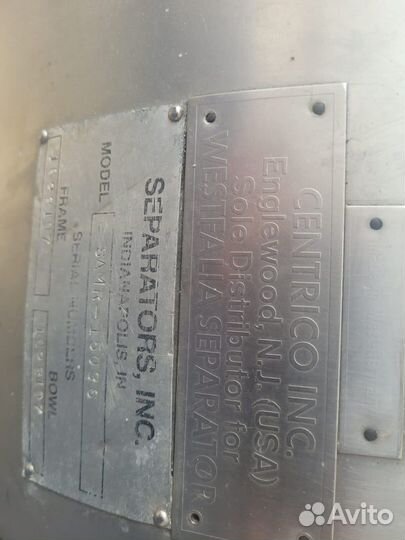 SEPARATORS, INC.
INDIANAPOLIS, IN
MODEL
SERIAL NUMBERS
FRAME BOWL
CENTRICO INC.
Englewood, N.J. (USA)
Sole Distributor for
WESTFALIA SEPARATOR
Avito